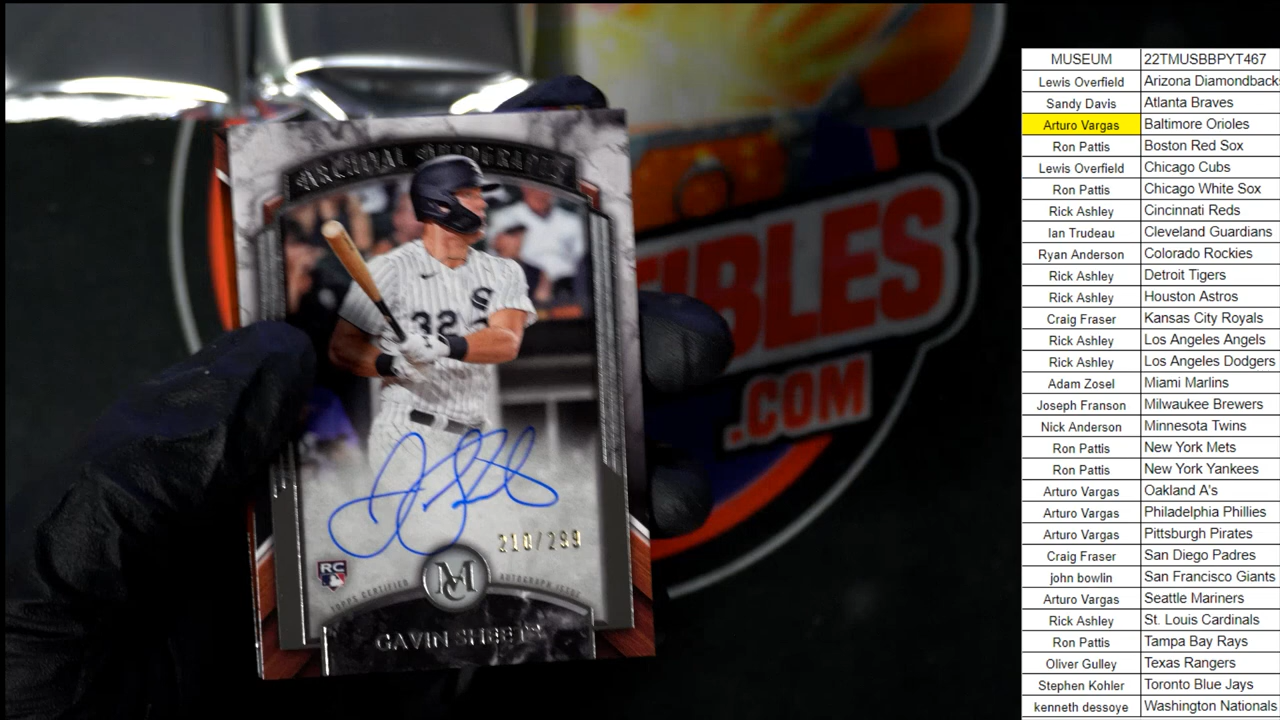 ARCHIVAL AUTOGRAPHS
32
210/299
RC
M
TOPPS CERTIFIED AUTOGRAPH ISSUE
GAVIN SHEETS
IBLES
.COM
MUSEUM 22TMUSBBPYT467
Lewis Overfield Arizona Diamondback
Sandy Davis Atlanta Braves
Arturo Vargas Baltimore Orioles
Ron Pattis Boston Red Sox
Lewis Overfield Chicago Cubs
Ron Pattis Chicago White Sox
Rick Ashley Cincinnati Reds
Ian Trudeau Cleveland Guardians
Ryan Anderson Colorado Rockies
Rick Ashley Detroit Tigers
Rick Ashley Houston Astros
Craig Fraser Kansas City Royals
Rick Ashley Los Angeles Angels
Rick Ashley Los Angeles Dodgers
Adam Zosel Miami Marlins
Joseph Franson Milwaukee Brewers
Nick Anderson Minnesota Twins
Ron Pattis New York Mets
Ron Pattis New York Yankees
Arturo Vargas Oakland A's
Arturo Vargas Philadelphia Phillies
Arturo Vargas Pittsburgh Pirates
Craig Fraser San Diego Padres
john bowlin San Francisco Giants
Arturo Vargas Seattle Mariners
Rick Ashley St. Louis Cardinals
Ron Pattis Tampa Bay Rays
Oliver Gulley Texas Rangers
Stephen Kohler Toronto Blue Jays
kenneth dessoye Washington Nationals